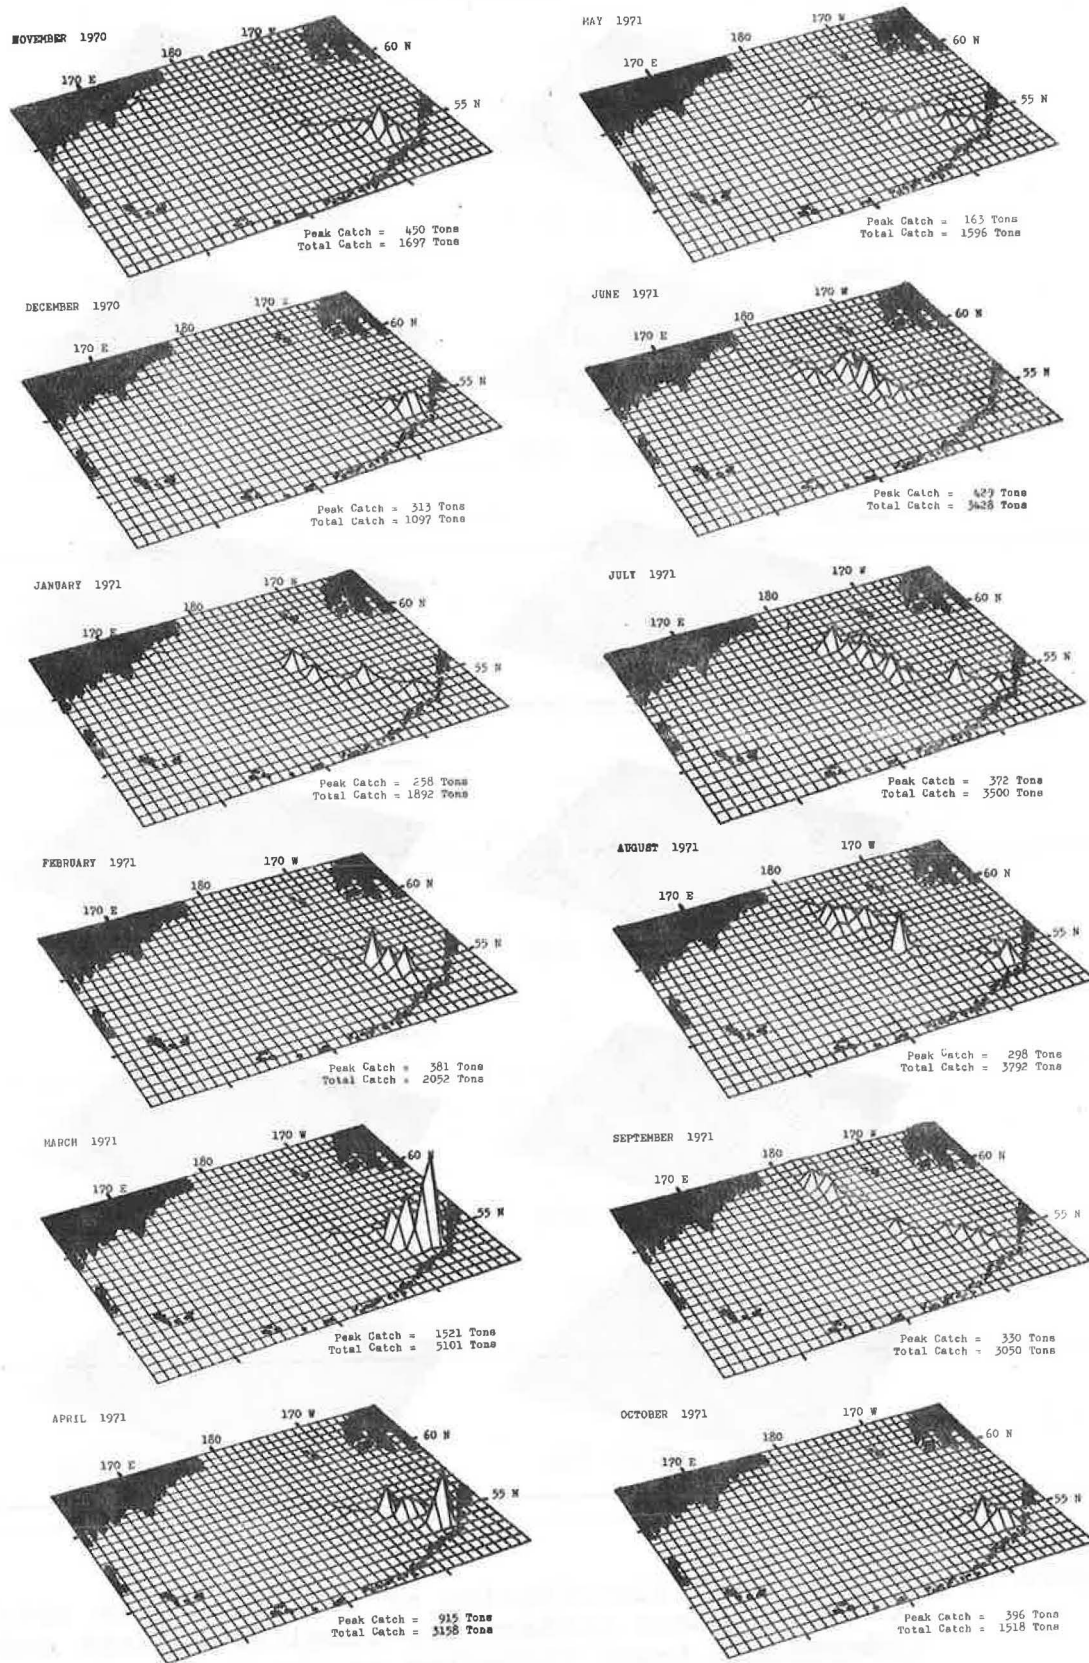 NOVEMBER 1970
170 E
180
170 W
60 N
55 N
Peak Catch = 450 Tons
Total Catch = 1697 Tons
DECEMBER 1970
170 E
180
170
60 N
55 N
Peak Catch = 313 Tons
Total Catch = 1097 Tons
JANUARY 1971
170 E
180
170
60 N
55 N
Peak Catch = 258 Tons
Total Catch = 1892 Tons
FEBRUARY 1971
170 E
180
170 W
60 N
55 N
Peak Catch = 381 Tons
Total Catch = 2052 Tons
MARCH 1971
170 E
180
170 W
60 N
55 N
Peak Catch = 1521 Tons
Total Catch = 5101 Tons
APRIL 1971
170 E
180
170 W
60 N
55 N
Peak Catch = 915 Tons
Total Catch = 3158 Tons
MAY 1971
170 E
180
170 W
60 N
55 N
Peak Catch = 163 Tons
Total Catch = 1596 Tons
JUNE 1971
170 E
180
170 W
60 N
55 N
Peak Catch = 429 Tons
Total Catch = 3428 Tons
JULY 1971
170 E
180
170 W
60 N
55 N
Peak Catch = 372 Tons
Total Catch = 3500 Tons
AUGUST 1971
170 E
180
170 W
60 N
55 N
Peak Catch = 298 Tons
Total Catch = 3792 Tons
SEPTEMBER 1971
170 E
180
170 W
60 N
55 N
Peak Catch = 330 Tons
Total Catch = 3050 Tons
OCTOBER 1971
170 E
180
170 W
60 N
55 N
Peak Catch = 396 Tons
Total Catch = 1518 Tons